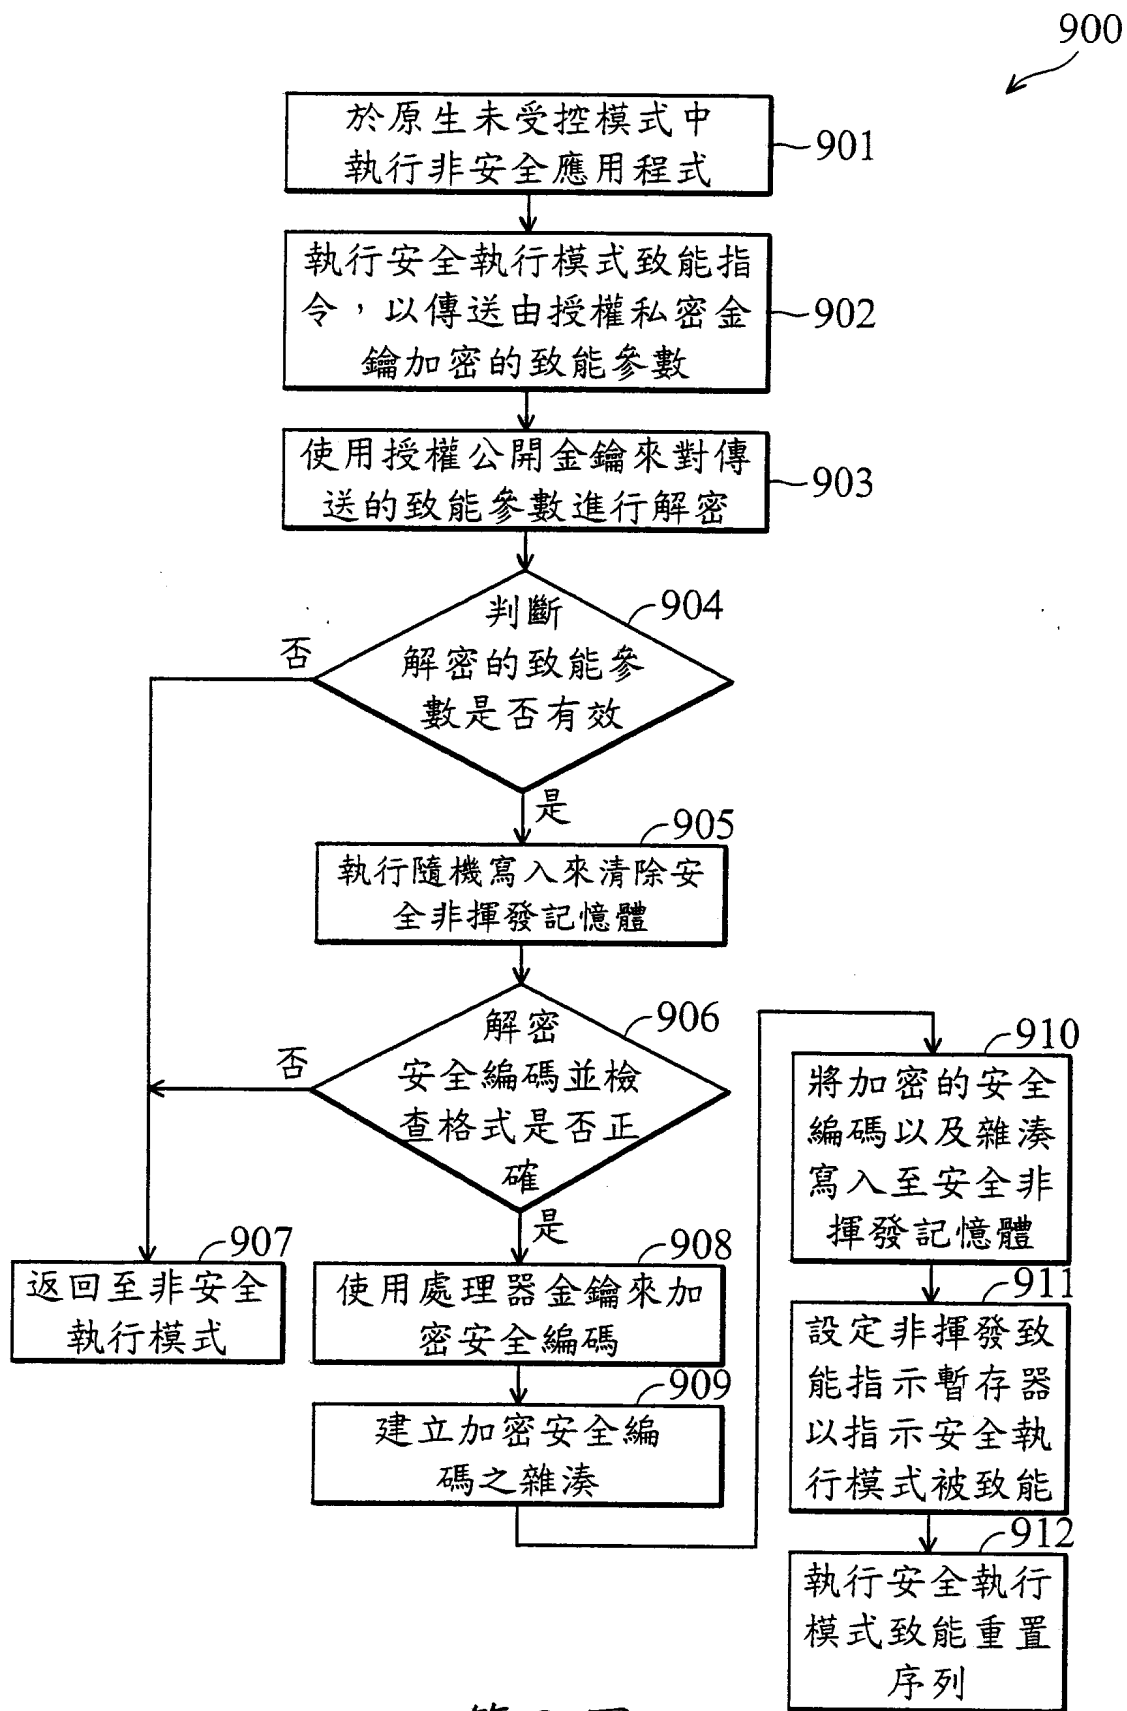 900
於原生未受控模式中
執行非安全應用程式
901
執行安全執行模式致能指
令，以傳送由授權私密金
鑰加密的致能參數
902
使用授權公開金鑰來對傳
送的致能參數進行解密
903
判斷
解密的致能參
數是否有效
904
否
是
905
執行隨機寫入來清除安
全非揮發記憶體
解密
安全編碼並檢
查格式是否正
確
906
否
是
907
返回至非安全
執行模式
908
使用處理器金鑰來加
密安全編碼
909
建立加密安全編
碼之雜湊
910
將加密的安全
編碼以及雜湊
寫入至安全非
揮發記憶體
911
設定非揮發致
能指示暫存器
以指示安全執
行模式被致能
912
執行安全執行
模式致能重置
序列